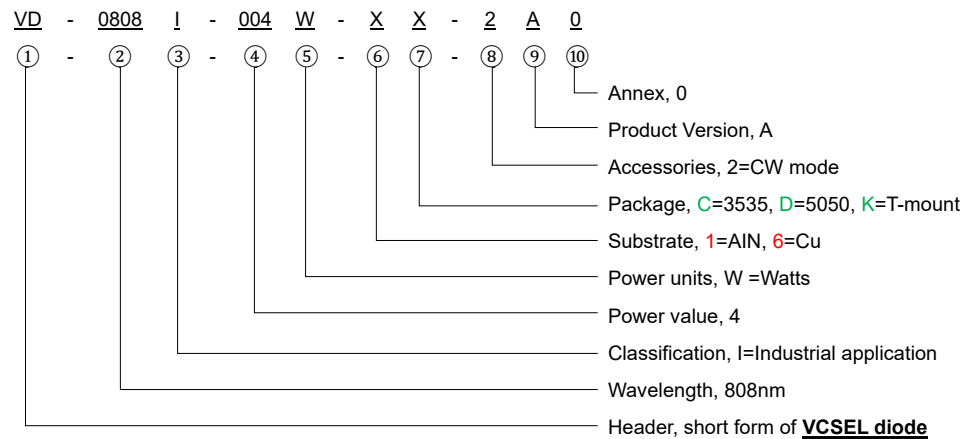 VD - 0808 I - 004 W - X X - 2 A 0
① - ② ③ - ④ ⑤ - ⑥ ⑦ - ⑧ ⑨ ⑩
Annex, 0
Product Version, A
Accessories, 2=CW mode
Package, C=3535, D=5050, K=T-mount
Substrate, 1=AlN, 6=Cu
Power units, W =Watts
Power value, 4
Classification, I=Industrial application
Wavelength, 808nm
Header, short form of VCSEL diode